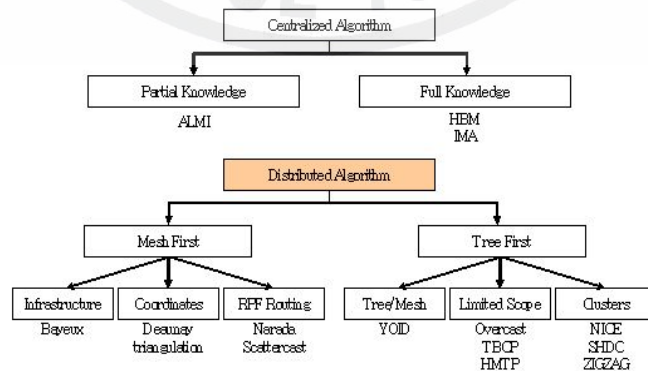 Centralized Algorithm
Partial Knowledge
Full Knowledge
ALMI
HBM
IMA
Distributed Algorithm
Mesh First
Tree First
Infrastructure
Coordinates
RPF Routing
Tree/Mesh
Limited Scope
Clusters
Bayeux
Deaunay
triangulation
Narada
Scattercast
YOID
Overcast
TBCP
HMTP
NICE
SHDC
ZIGZAG